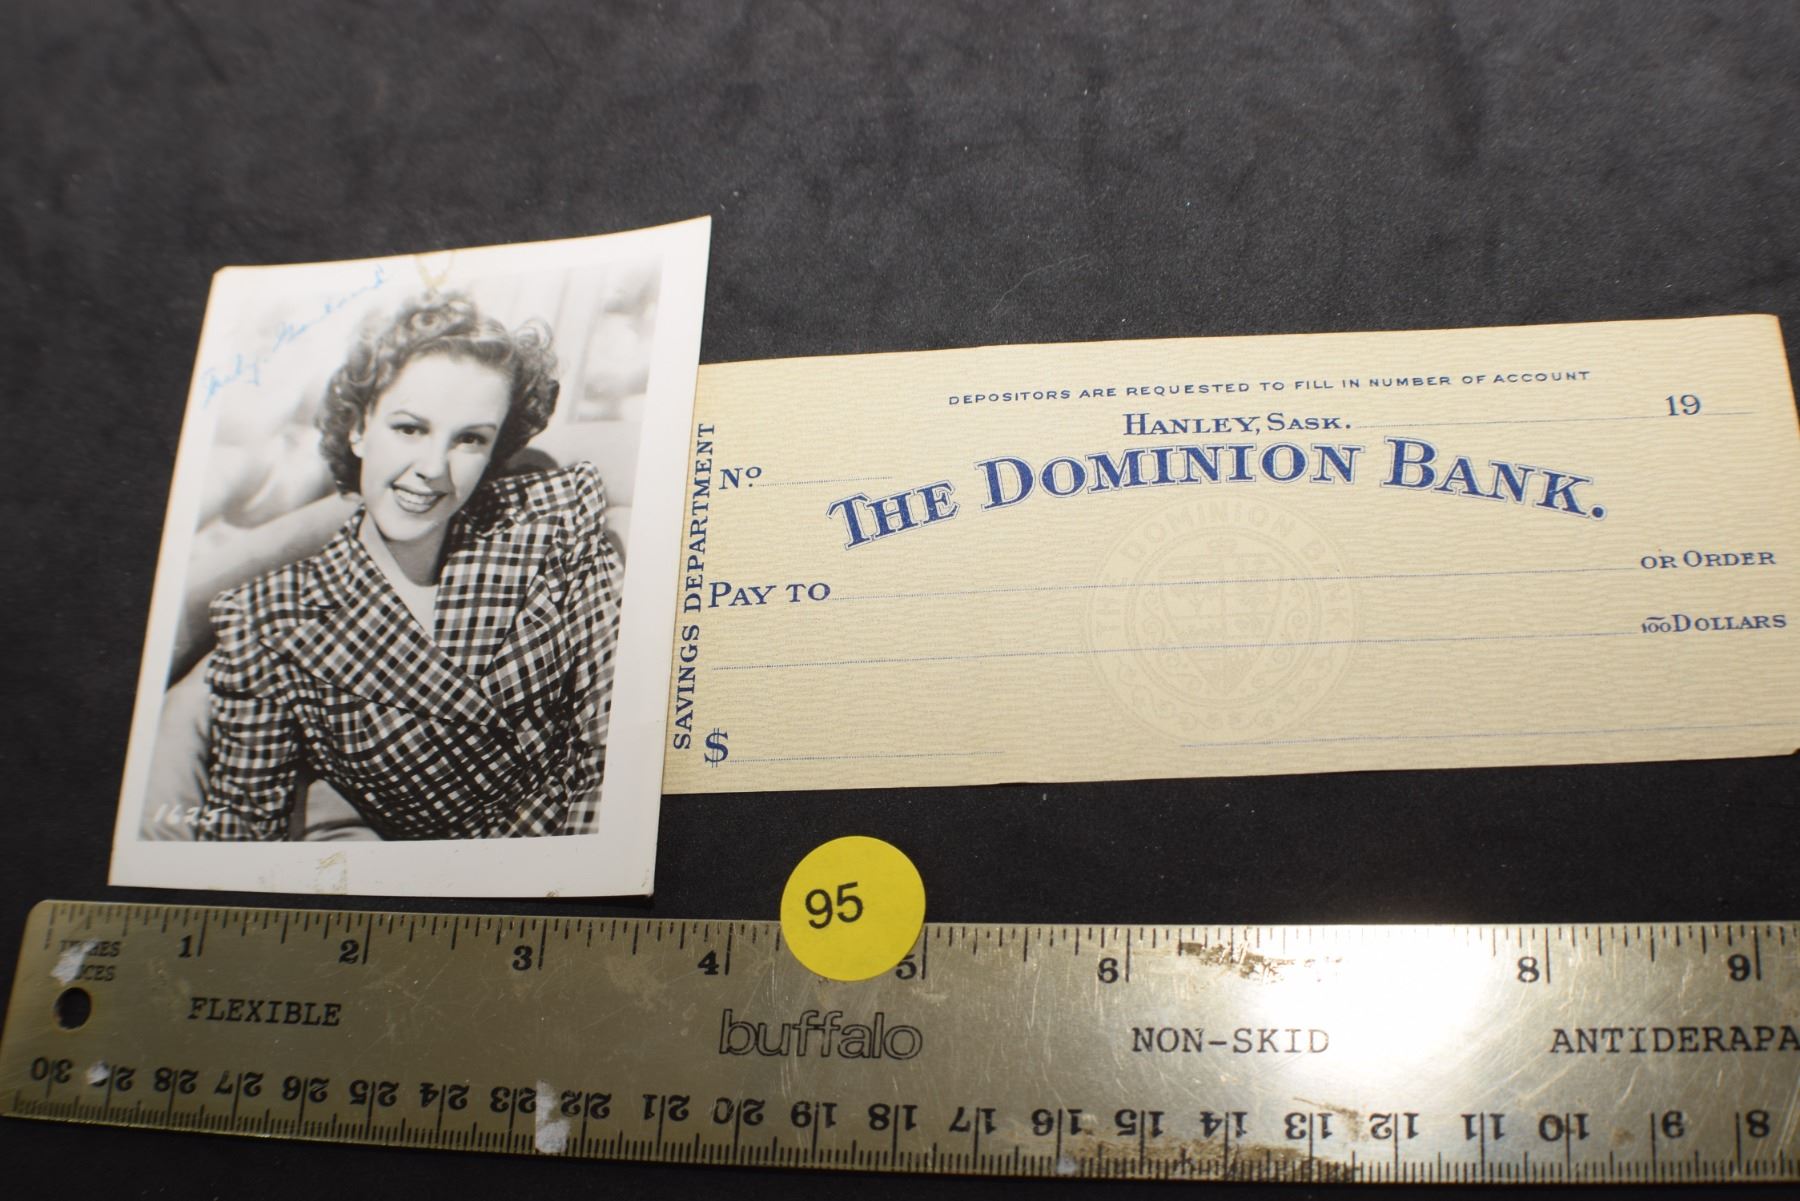 1625
DEPOSITORS ARE REQUESTED TO FILL IN NUMBER OF ACCOUNT
HANLEY, SASK. 19
No
THE DOMINION BANK.
PAY TO OR ORDER
100 DOLLARS
$
SAVINGS DEPARTMENT
DOMINION
95
1 2 3 4 5 6 8 9
FLEXIBLE buffalo NON-SKID ANTIDERAPA
30 28 27 26 25 24 23 22 21 20 19 18 17 16 15 14 13 12 11 10 9 8